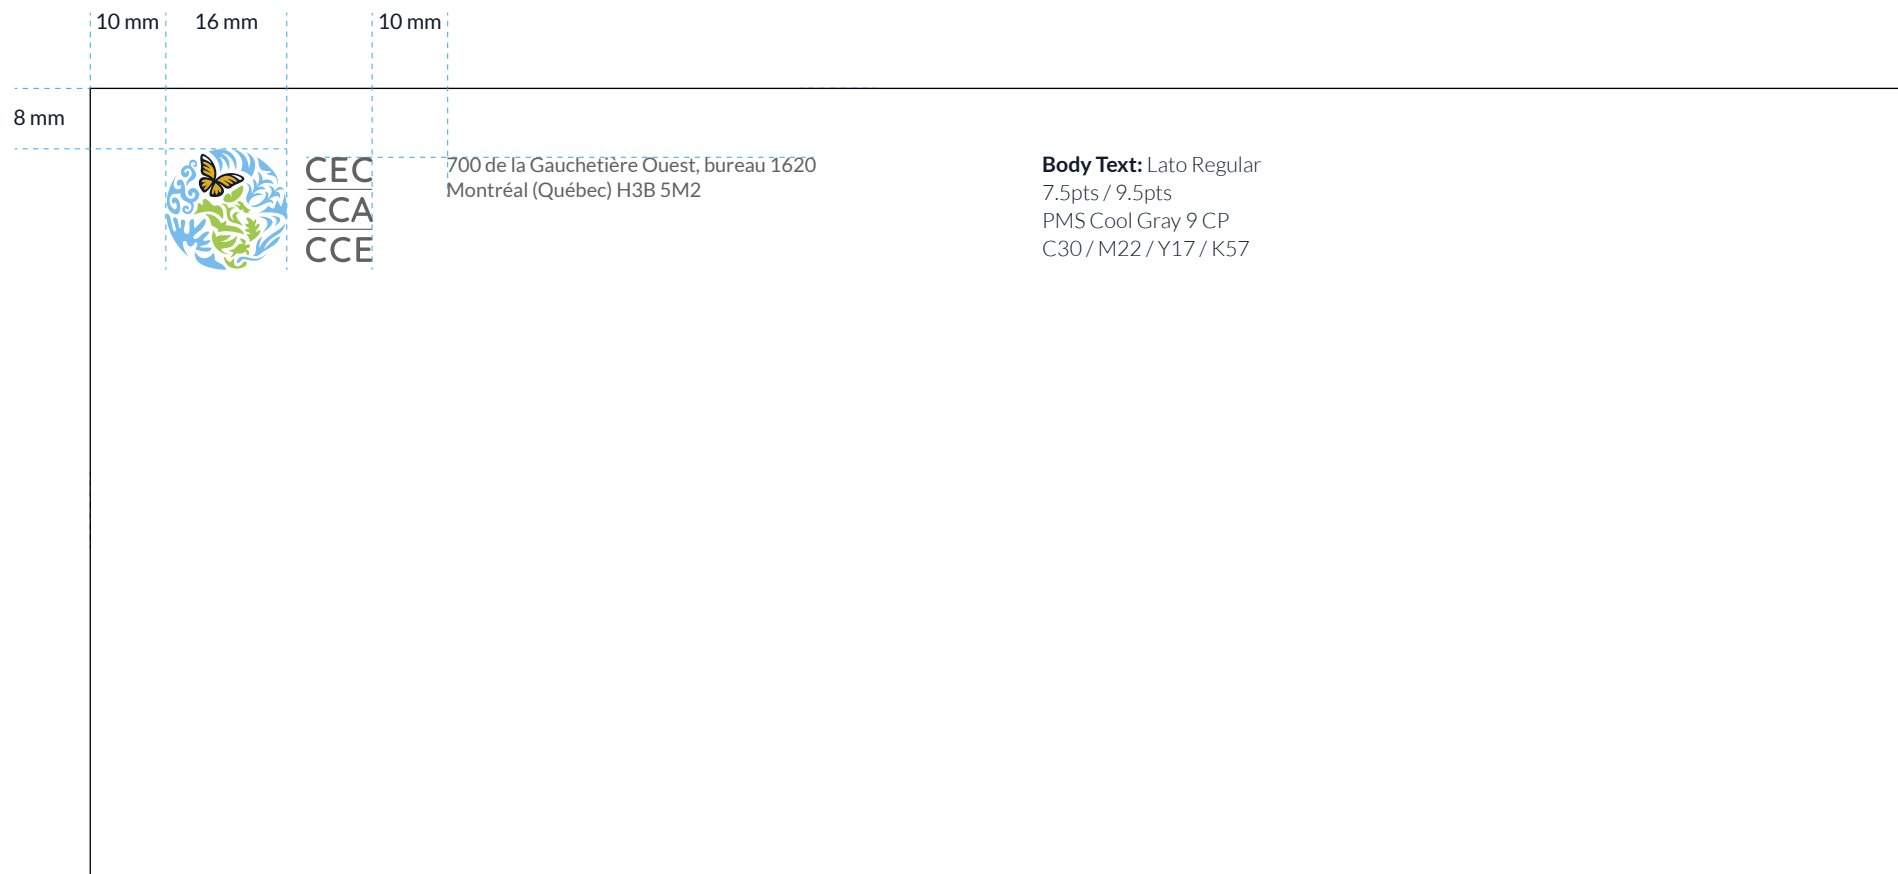 10 mm 16 mm 10 mm
8 mm
CEC
CCA
CCE
700 de la Gauchetière Ouest, bureau 1620
Montréal (Québec) H3B 5M2
Body Text: Lato Regular
7.5pts / 9.5pts
PMS Cool Gray 9 CP
C30 / M22 / Y17 / K57